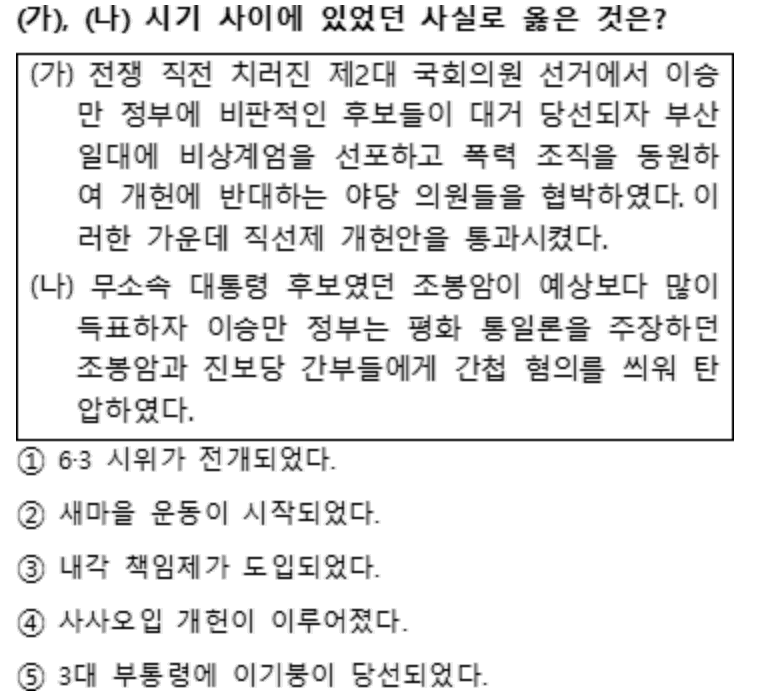 (가), (나) 시기 사이에 있었던 사실로 옳은 것은?
(가) 전쟁 직전 치러진 제2대 국회의원 선거에서 이승
만 정부에 비판적인 후보들이 대거 당선되자 부산
일대에 비상계엄을 선포하고 폭력 조직을 동원하
여 개헌에 반대하는 야당 의원들을 협박하였다. 이
러한 가운데 직선제 개헌안을 통과시켰다.
(나) 무소속 대통령 후보였던 조봉암이 예상보다 많이
득표하자 이승만 정부는 평화 통일론을 주장하던
조봉암과 진보당 간부들에게 간첩 혐의를 씌워 탄
압하였다.
① 6·3 시위가 전개되었다.
② 새마을 운동이 시작되었다.
③ 내각 책임제가 도입되었다.
④ 사사오입 개헌이 이루어졌다.
⑤ 3대 부통령에 이기붕이 당선되었다.